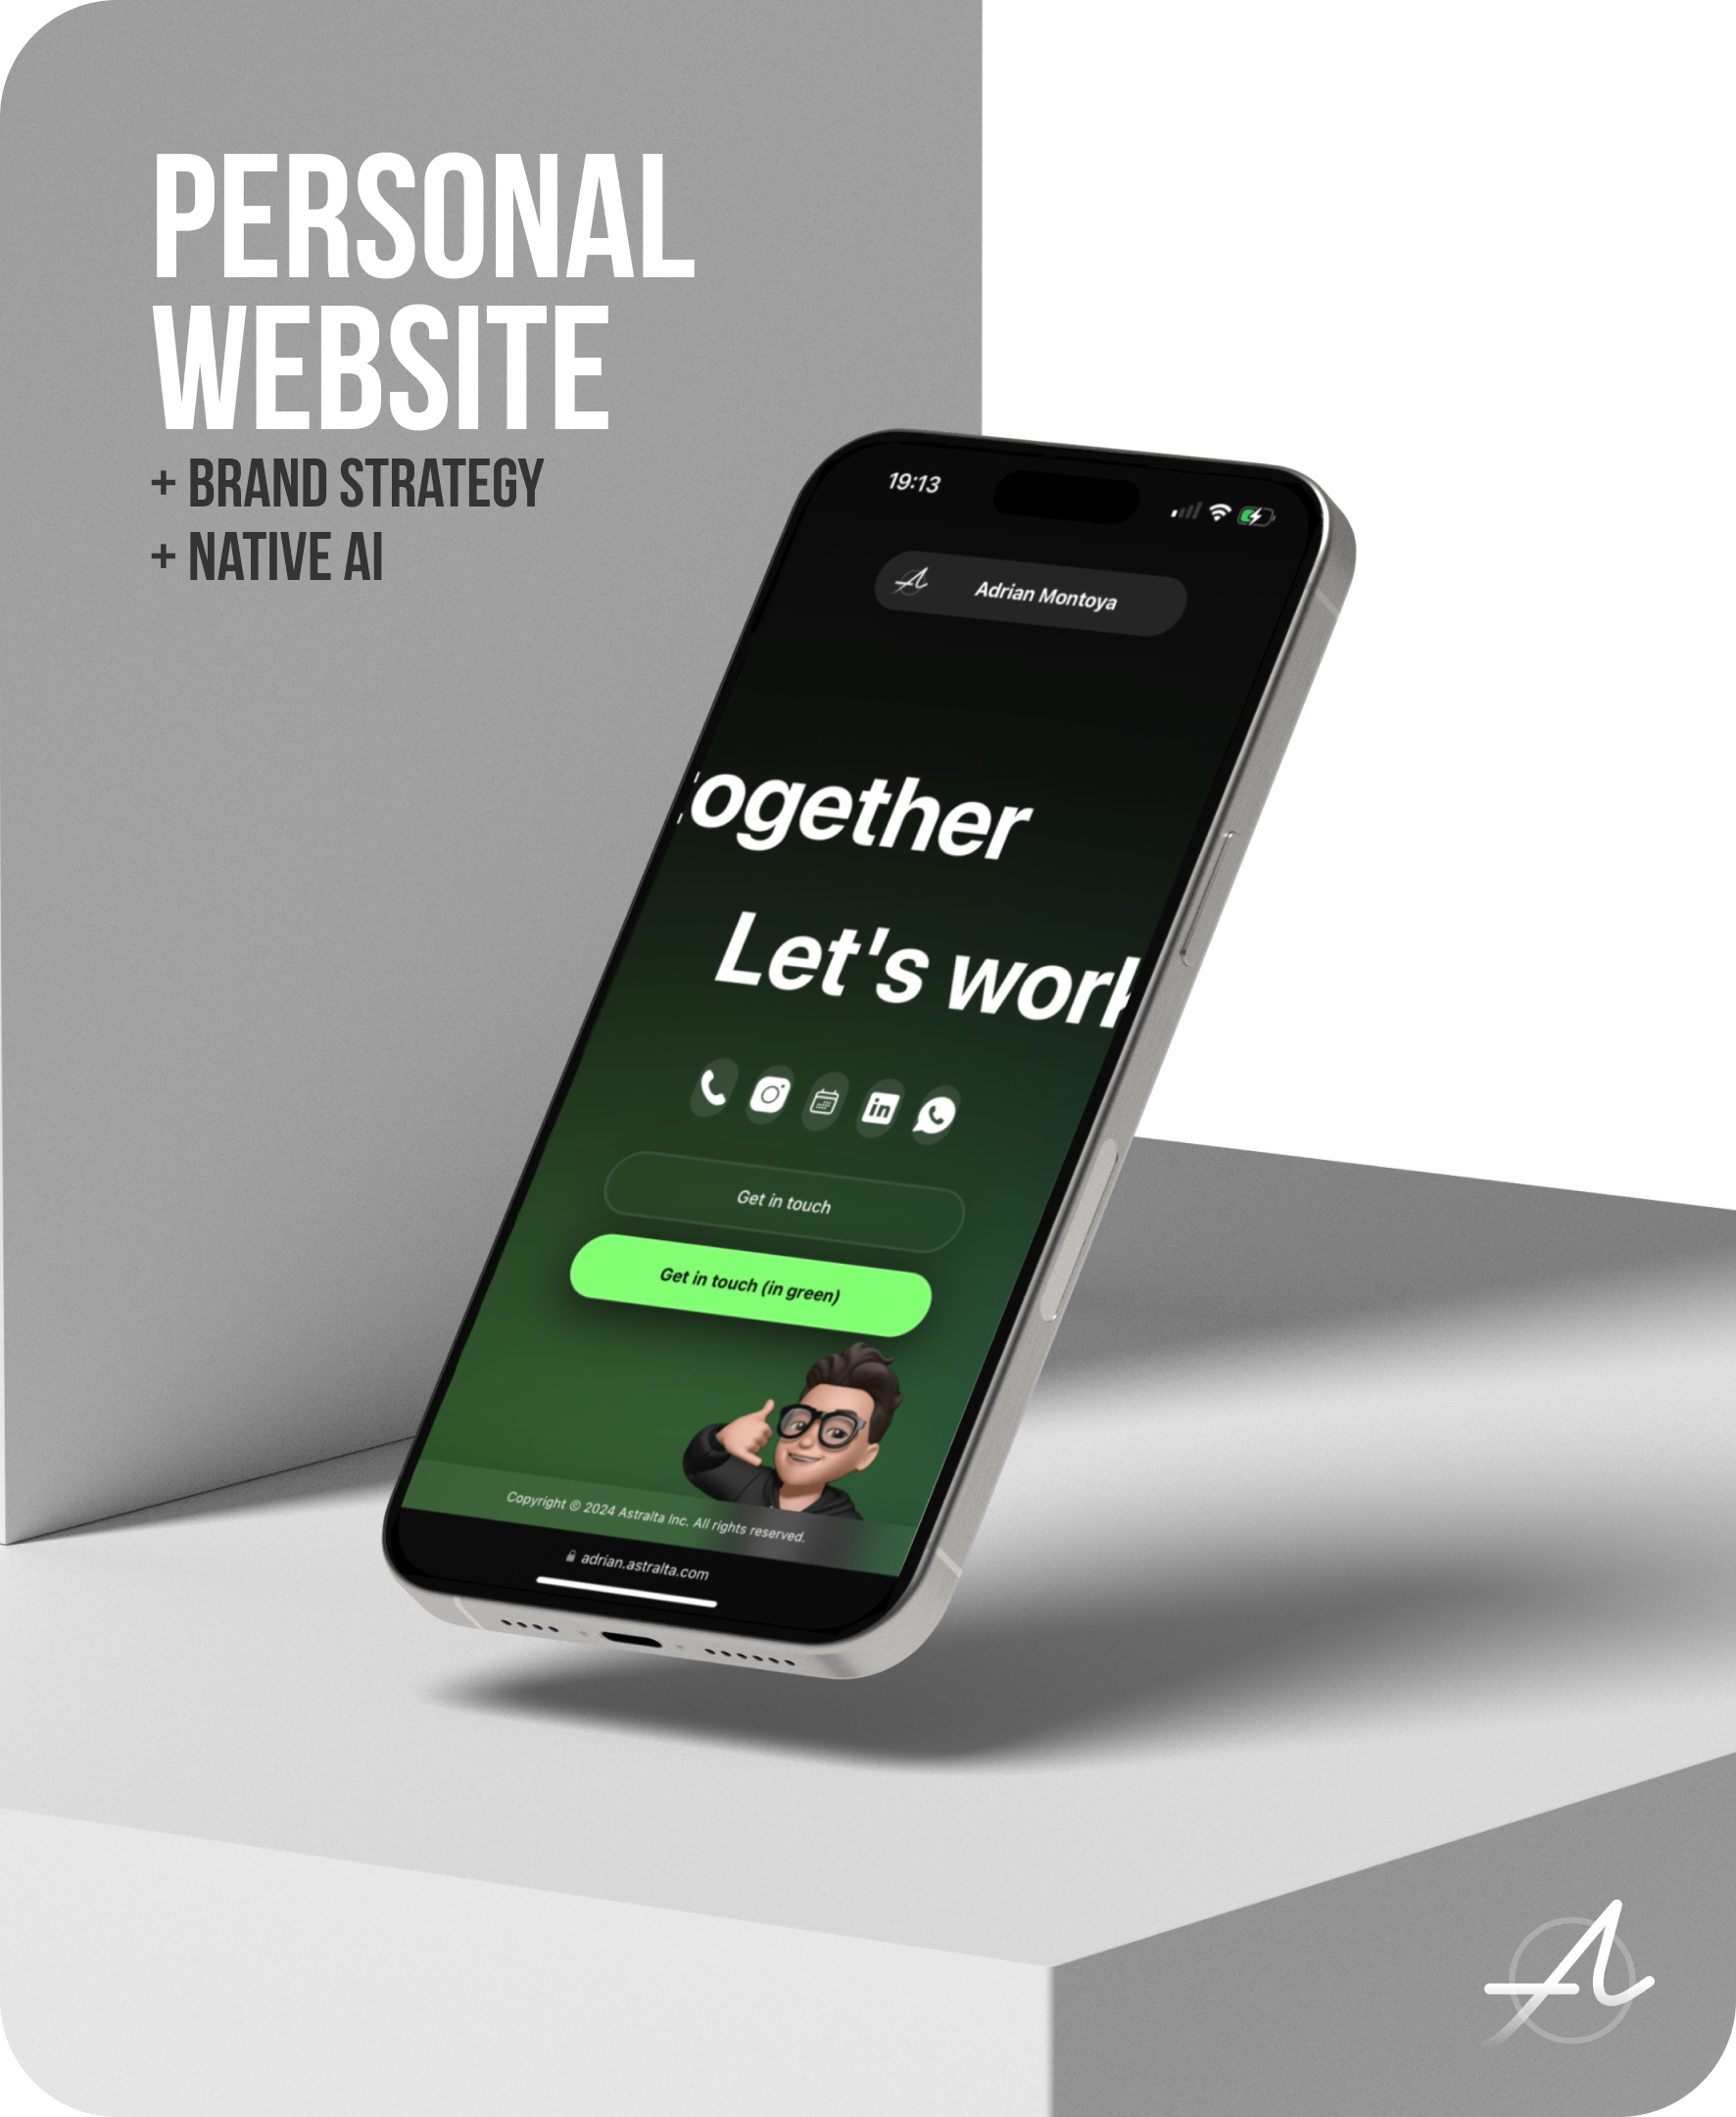 PERSONAL
WEBSITE
+ BRAND STRATEGY
+ NATIVE AI
19:13
Adrian Montoya
together
Let's work
Get in touch
Get in touch (in green)
Copyright © 2024 Astralta Inc. All rights reserved.
adrian.astralta.com